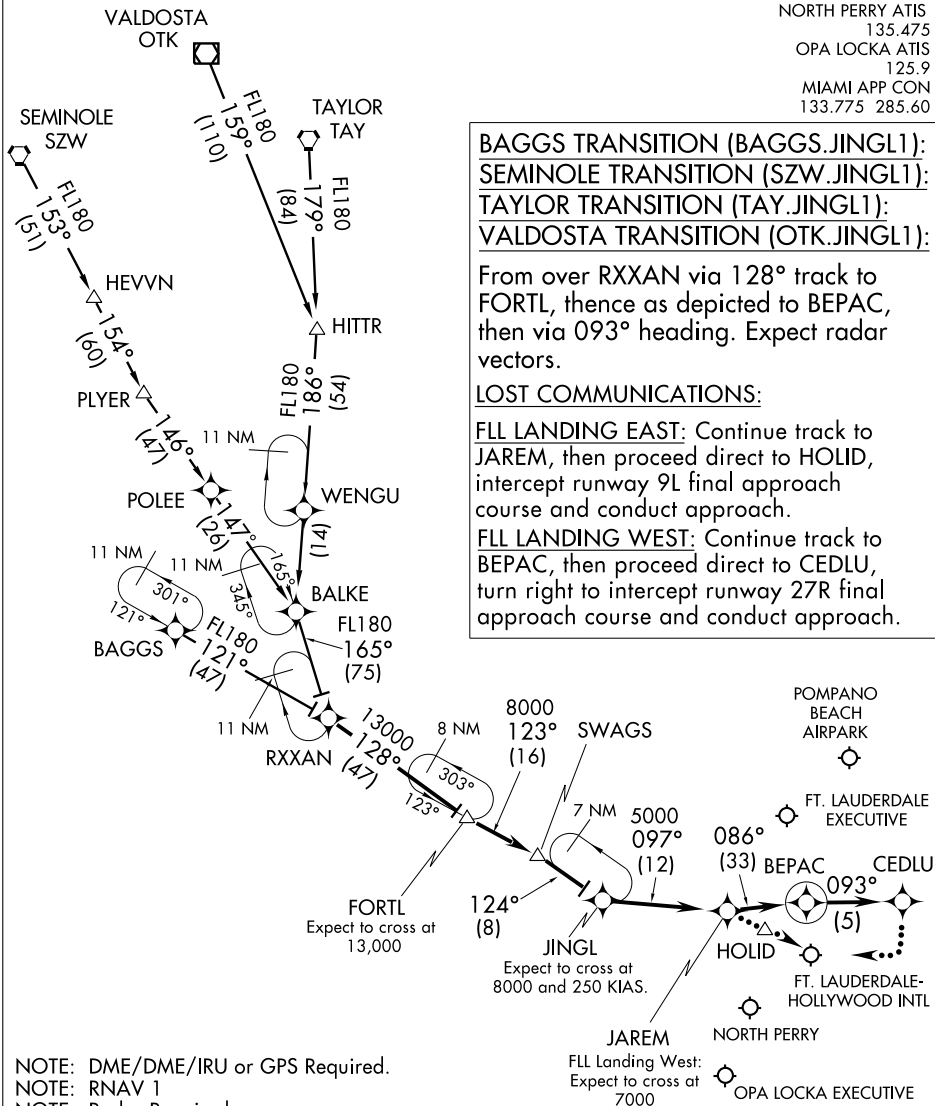 NORTH PERRY ATIS
135.475
OPA LOCKA ATIS
125.9
MIAMI APP CON
133.775 285.60
VALDOSTA
OTK
SEMINOLE
SZW
TAYLOR
TAY
FL180
159°
(110)
FL180
179°
(84)
FL180
153°
(51)
HEVVN
154°
(60)
HITTR
PLYER
FL180
186°
(54)
146°
(47)
11 NM
POLEE
WENGU
147°
(26)
(14)
11 NM
11 NM
165°
345°
BALKE
301°
121°
BAGGS
FL180
121°
(47)
FL180
165°
(75)
11 NM
RXXAN
13000
128°
(47)
8 NM
303°
123°
8000
123°
(16)
SWAGS
7 NM
5000
097°
(12)
086°
(33)
BEPAC
CEDLU
093°
(5)
FORTL
Expect to cross at
13,000
124°
(8)
JINGL
Expect to cross at
8000 and 250 KIAS.
HOLID
JAREM
FLL Landing West:
Expect to cross at
7000
POMPANO
BEACH
AIRPARK
FT. LAUDERDALE
EXECUTIVE
FT. LAUDERDALE-
HOLLYWOOD INTL
NORTH PERRY
OPA LOCKA EXECUTIVE
BAGGS TRANSITION (BAGGS.JINGL1):
SEMINOLE TRANSITION (SZW.JINGL1):
TAYLOR TRANSITION (TAY.JINGL1):
VALDOSTA TRANSITION (OTK.JINGL1):
From over RXXAN via 128° track to
FORTL, thence as depicted to BEPAC,
then via 093° heading. Expect radar
vectors.
LOST COMMUNICATIONS:
FLL LANDING EAST: Continue track to
JAREM, then proceed direct to HOLID,
intercept runway 9L final approach
course and conduct approach.
FLL LANDING WEST: Continue track to
BEPAC, then proceed direct to CEDLU,
turn right to intercept runway 27R final
approach course and conduct approach.
NOTE: DME/DME/IRU or GPS Required.
NOTE: RNAV 1